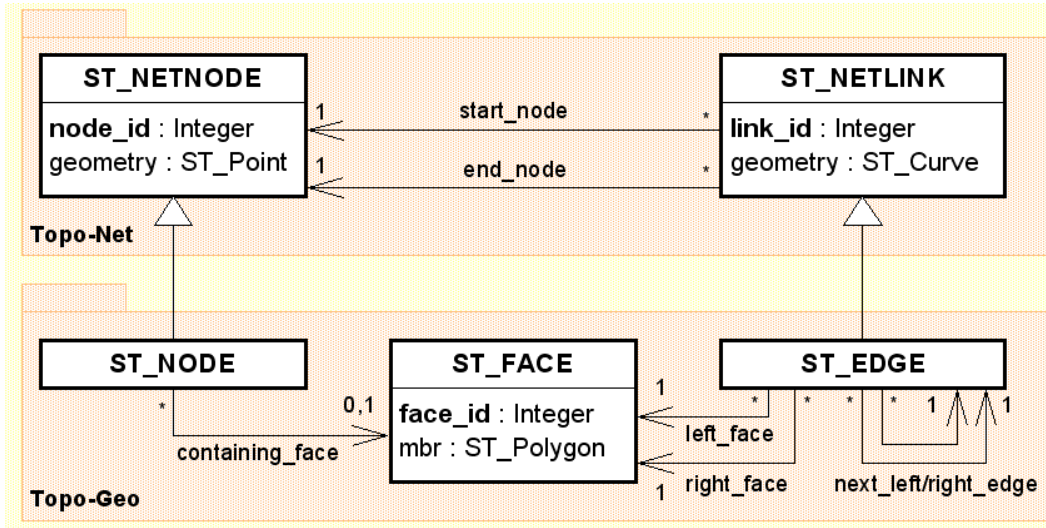 ST_NETNODE
node_id : Integer
geometry : ST_Point
1
start_node
*
1
end_node
*
ST_NETLINK
link_id : Integer
geometry : ST_Curve
Topo-Net
ST_NODE
*
containing_face
0,1
ST_FACE
face_id : Integer
mbr : ST_Polygon
ST_EDGE
1
*
left_face
*
1
right_face
*
*
1
1
next_left/right_edge
Topo-Geo